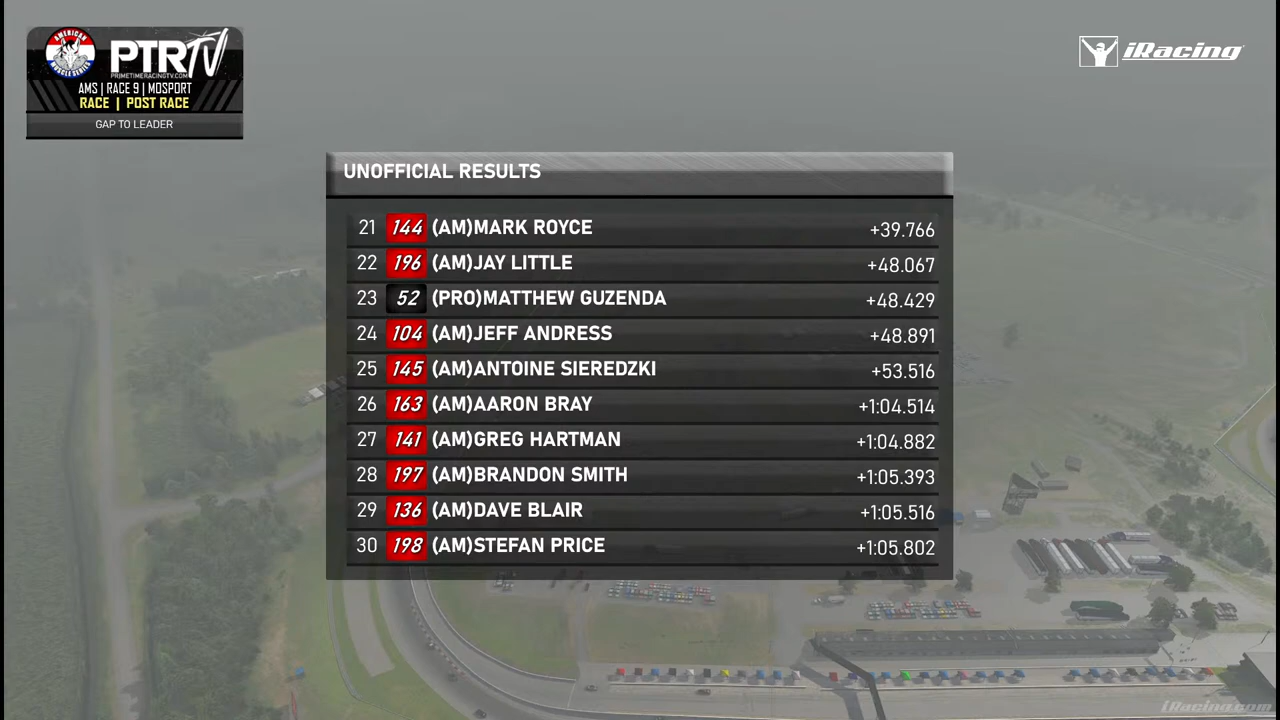 AMERICAN
MUSCLE SERIES
PTRTV
PRIMETIMERACINGTV.COM
AMS | RACE 9 | MOSPORT
RACE | POST RACE
GAP TO LEADER
iRacing
UNOFFICIAL RESULTS
21 144 (AM)MARK ROYCE +39.766
22 196 (AM)JAY LITTLE +48.067
23 52 (PRO)MATTHEW GUZENDA +48.429
24 104 (AM)JEFF ANDRESS +48.891
25 145 (AM)ANTOINE SIEREDZKI +53.516
26 163 (AM)AARON BRAY +1:04.514
27 141 (AM)GREG HARTMAN +1:04.882
28 197 (AM)BRANDON SMITH +1:05.393
29 136 (AM)DAVE BLAIR +1:05.516
30 198 (AM)STEFAN PRICE +1:05.802
iRacing.com